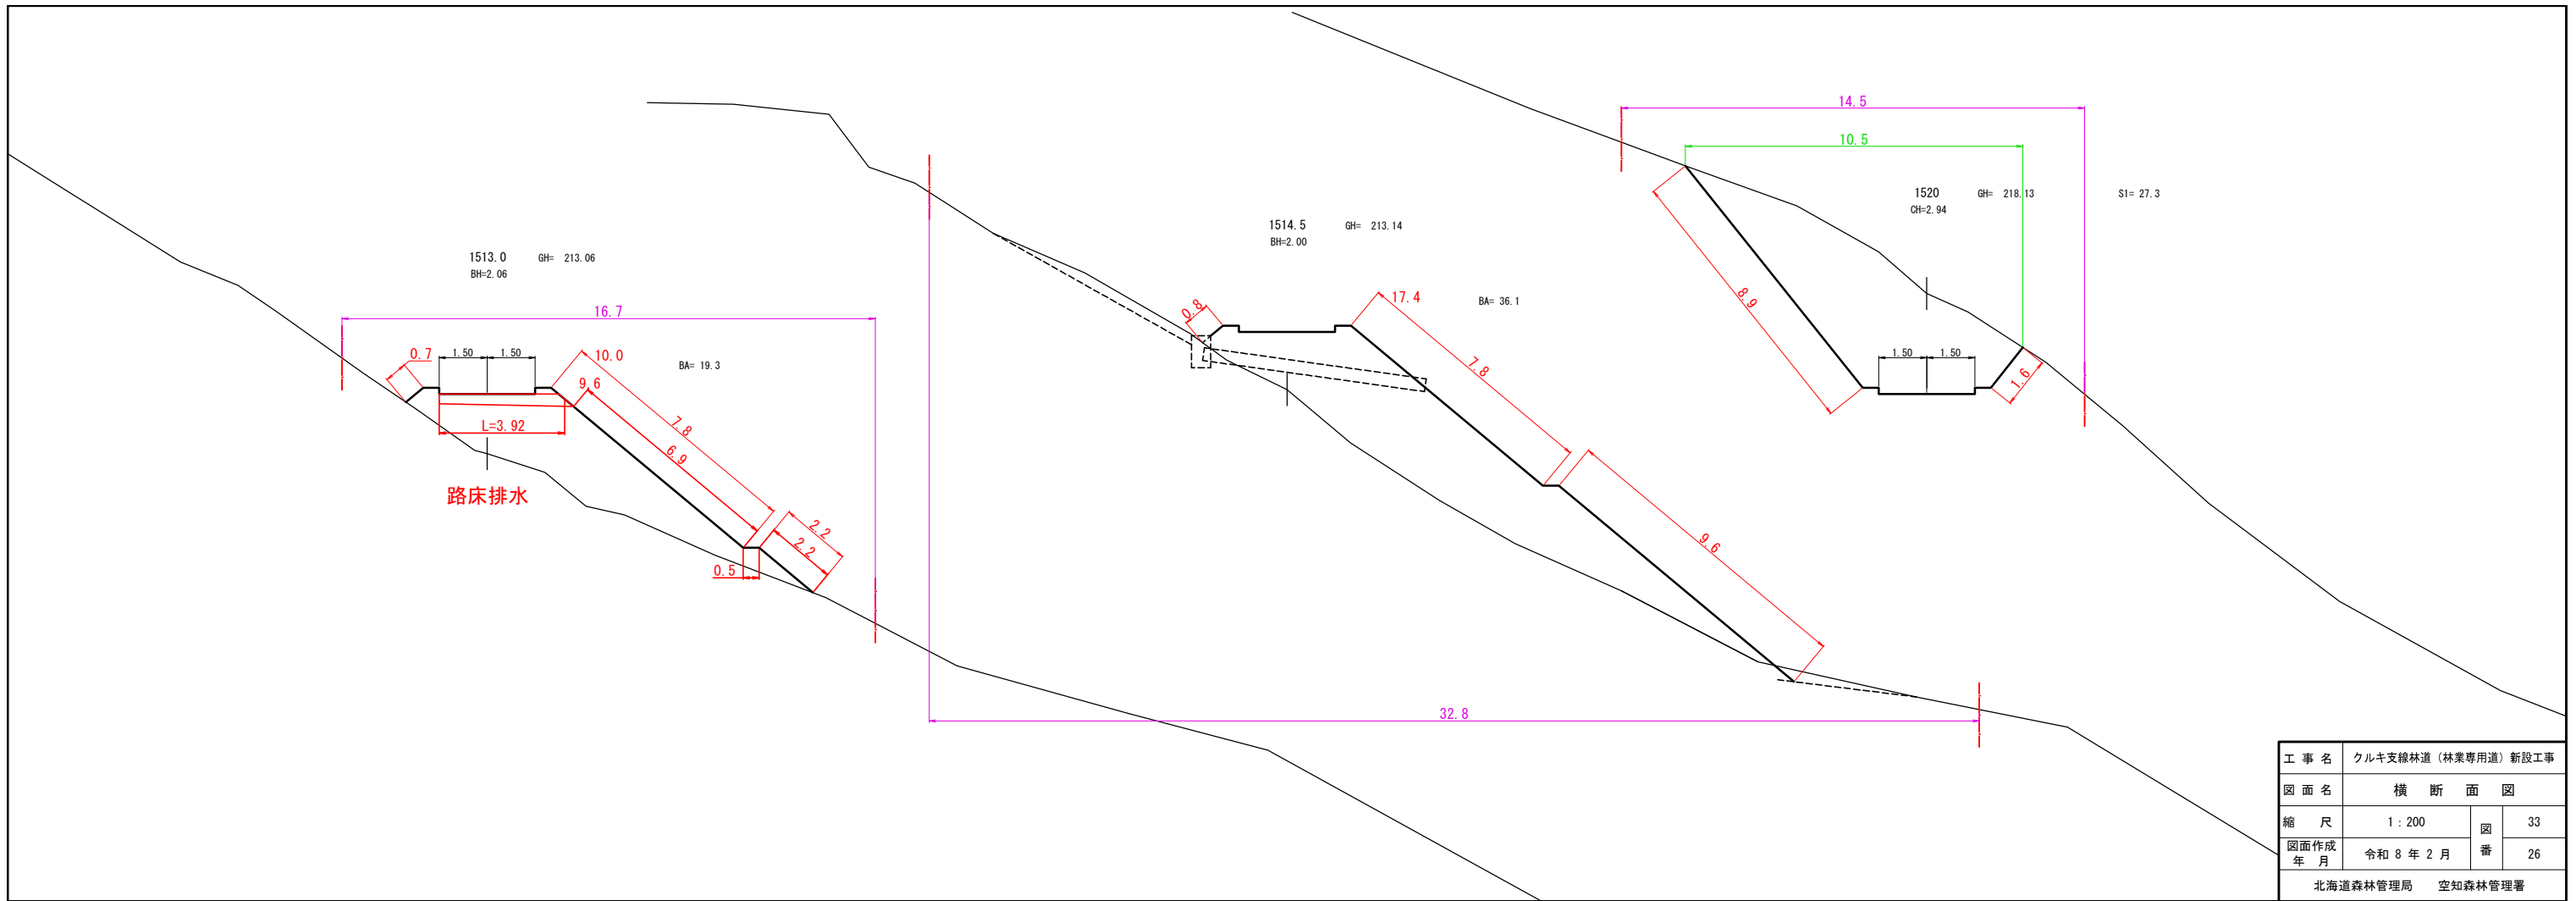 1513.0 GH= 213.06
BH=2.06
16.7
0.7
1.50 1.50
10.0
9.6
BA= 19.3
L=3.92
7.8
6.9
路床排水
2.2
2.2
0.5
1514.5 GH= 213.14
BH=2.00
0.8
17.4
BA= 36.1
7.8
9.6
32.8
14.5
10.5
1520 GH= 218.13 S1= 27.3
CH=2.94
8.9
1.50 1.50
1.6
工事名 クルキ支線林道（林業専用道）新設工事
図面名 横断面図
縮尺 1：200 図番 33
図面作成年月 令和 8 年 2 月 26
北海道森林管理局 空知森林管理署